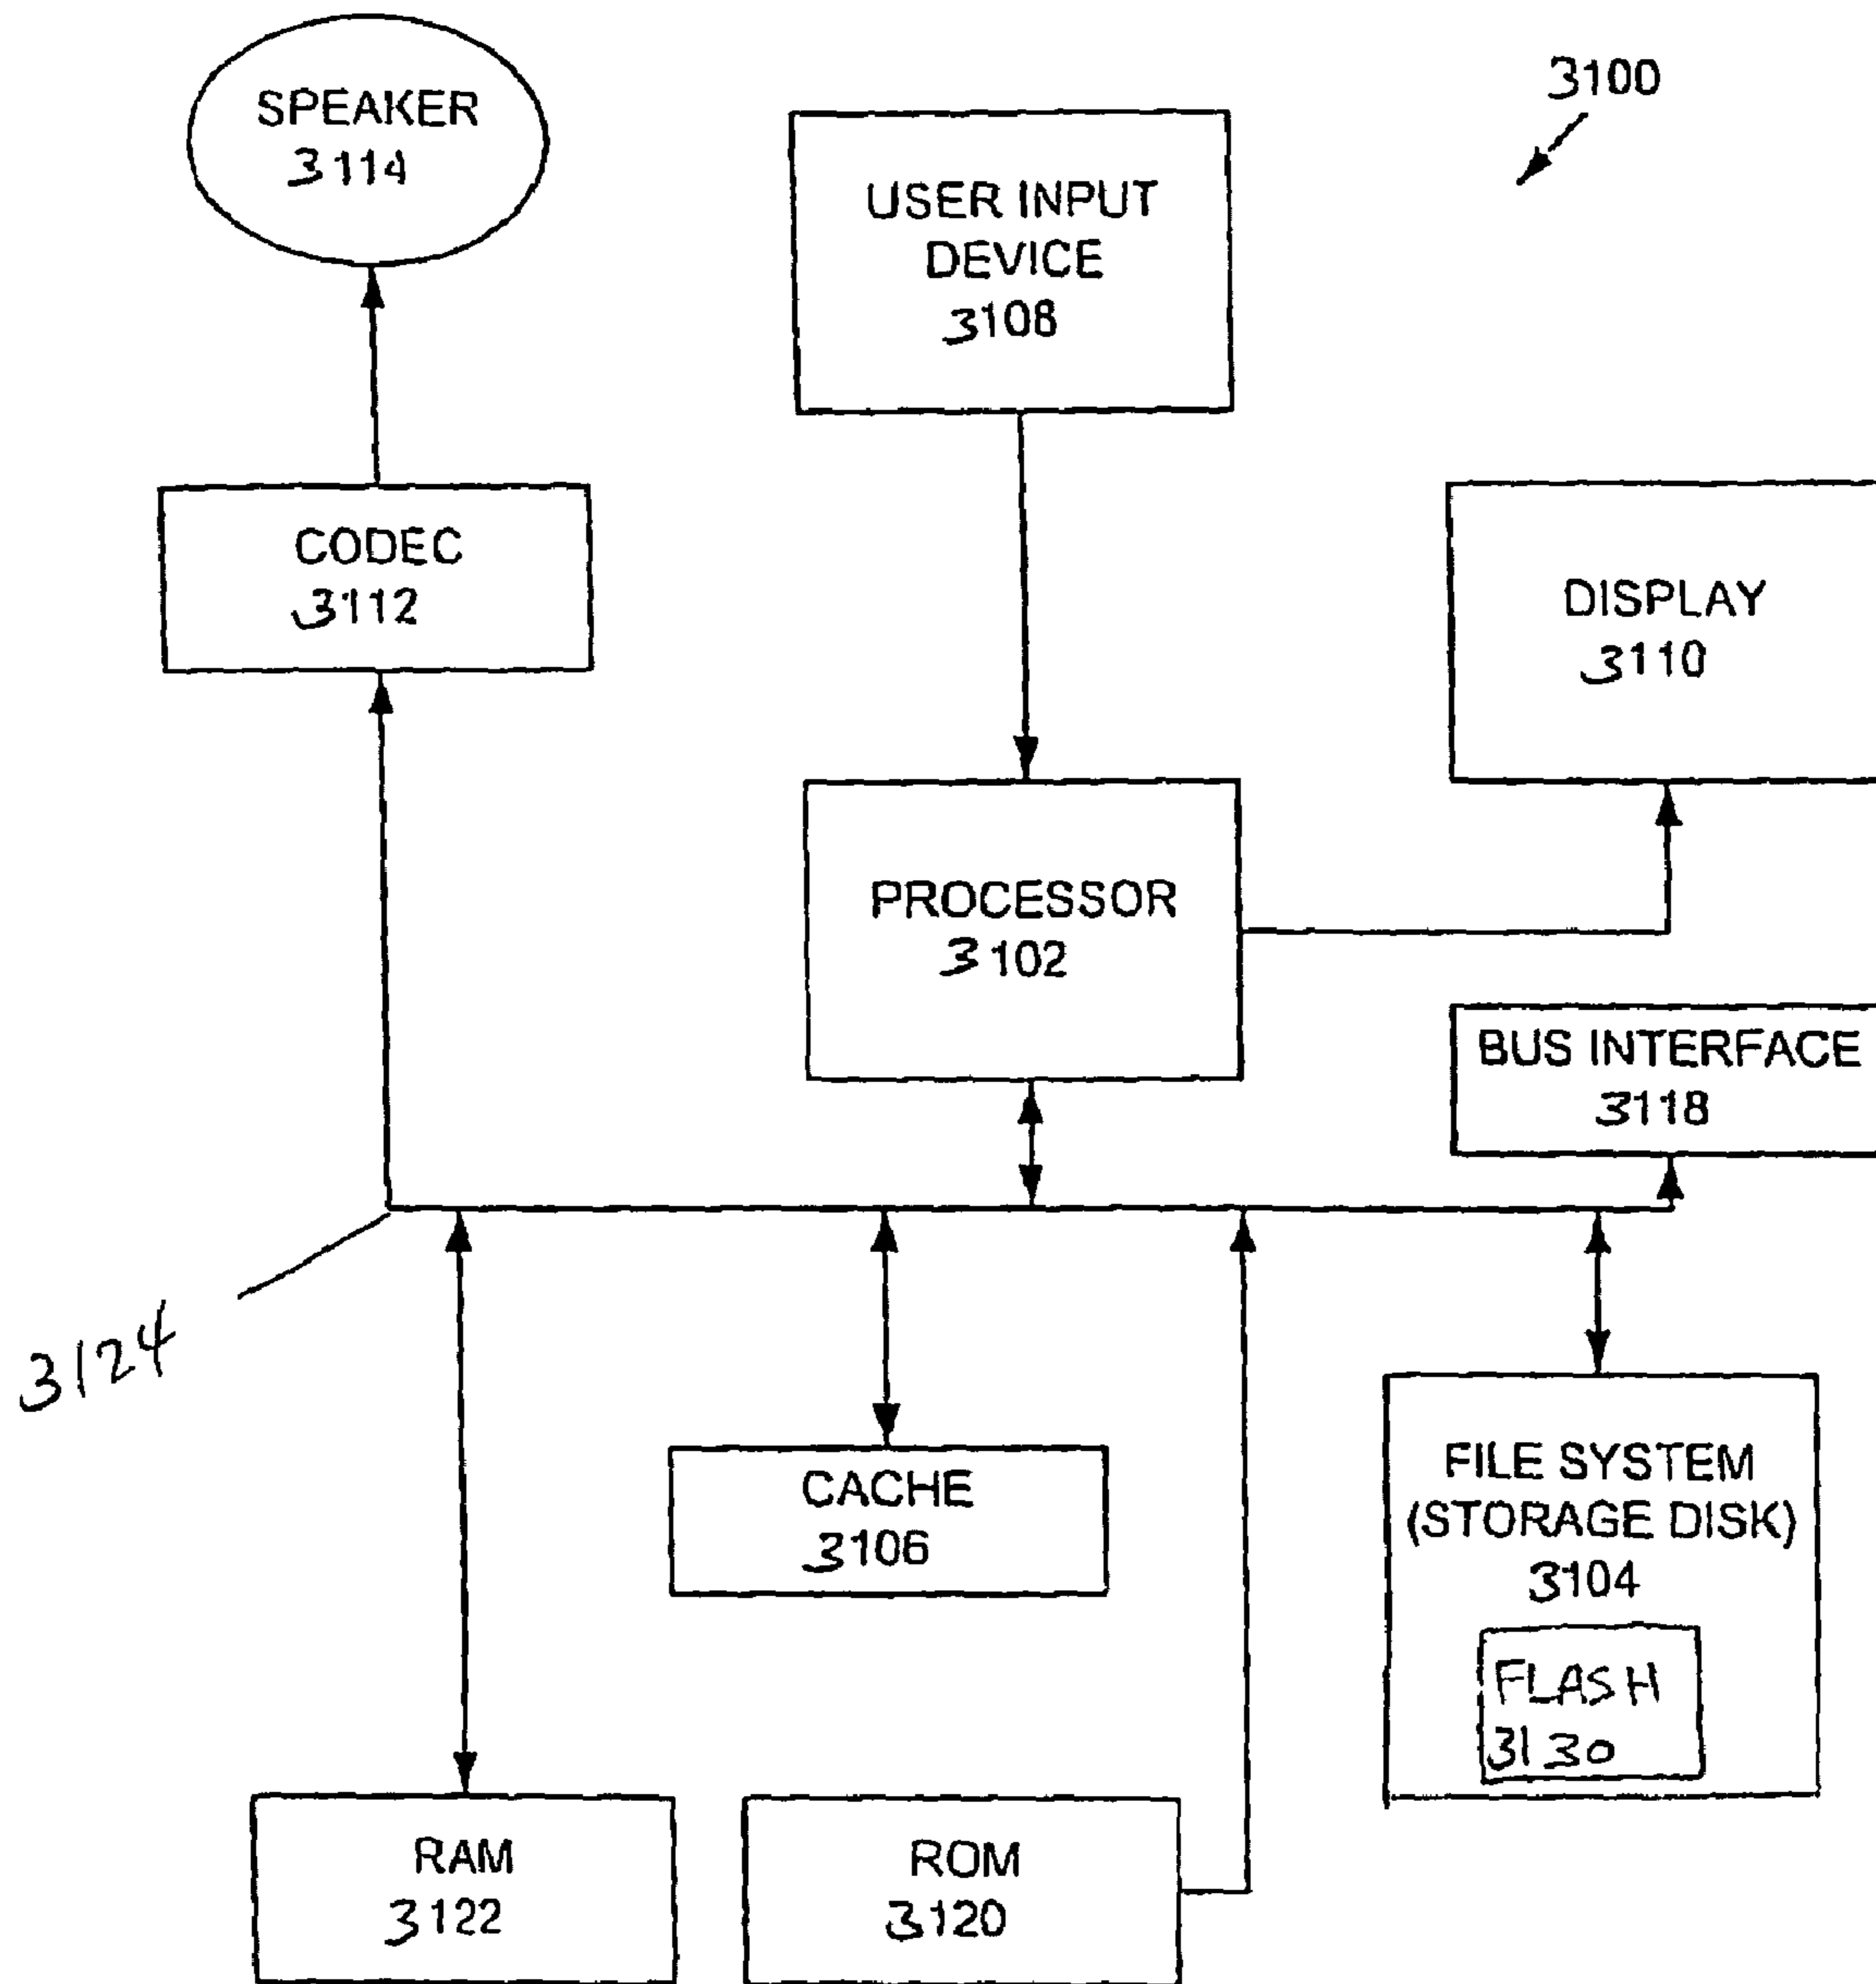 SPEAKER
3114
3100
USER INPUT
DEVICE
3108
CODEC
3112
DISPLAY
3110
PROCESSOR
3102
BUS INTERFACE
3118
3124
CACHE
3106
FILE SYSTEM
(STORAGE DISK)
3104
FLASH
3130
RAM
3122
ROM
3120